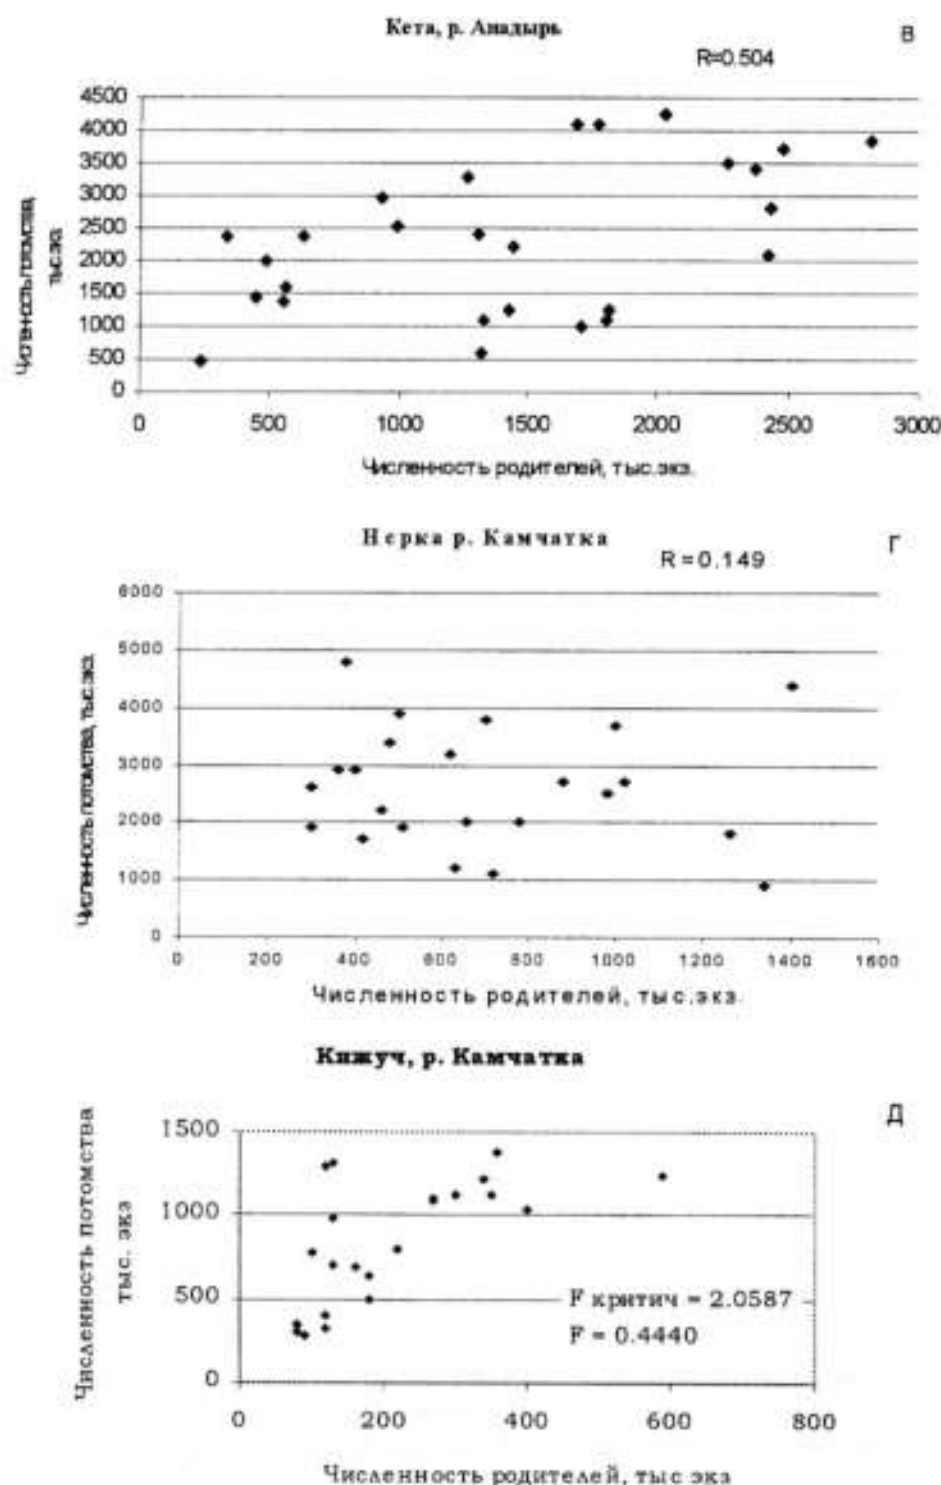 Кета, р. Анадырь
В
R=0.504
4500
4000
3500
3000
2500
2000
1500
1000
500
0
0 500 1000 1500 2000 2500 3000
Численность потомства,
тыс.экз
Численность родителей, тыс.экз.
Нерка р. Камчатка
Г
R=0.149
6000
5000
4000
3000
2000
1000
0
0 200 400 600 800 1000 1200 1400 1600
Численность потомства, тыс.экз
Численность родителей, тыс.экз.
Кижуч, р. Камчатка
Д
1500
1000
500
0
0 200 400 600 800
F критич = 2.0587
F = 0.4440
Численность потомства
тыс. экз
Численность родителей, тыс экз